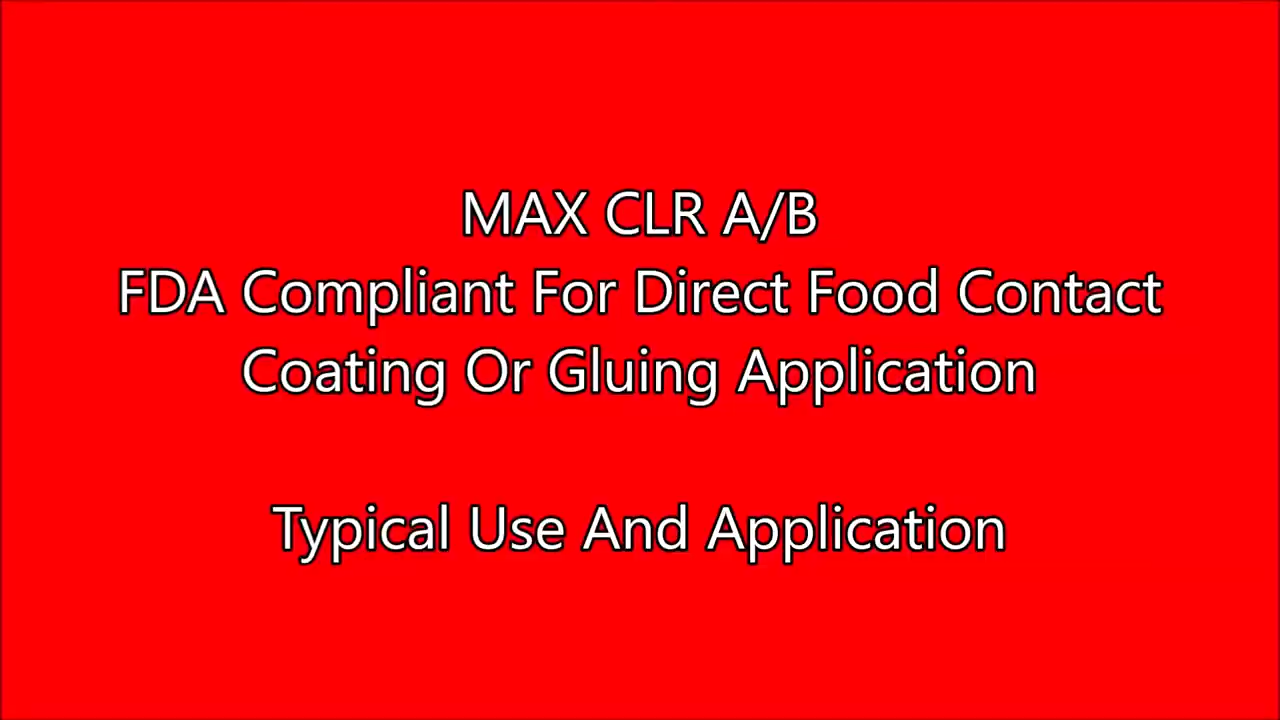 MAX CLR A/B
FDA Compliant For Direct Food Contact
Coating Or Gluing Application
Typical Use And Application